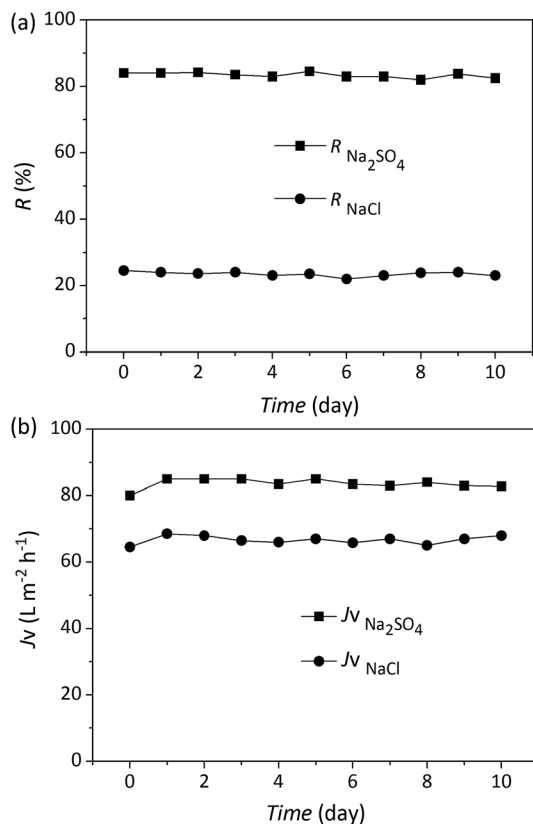 (a)
100
80
60
40
20
0
R (%)
R Na2SO4
R NaCl
0 2 4 6 8 10
Time (day)
(b)
100
80
60
40
20
0
Jv (L m-2 h-1)
Jv Na2SO4
Jv NaCl
0 2 4 6 8 10
Time (day)